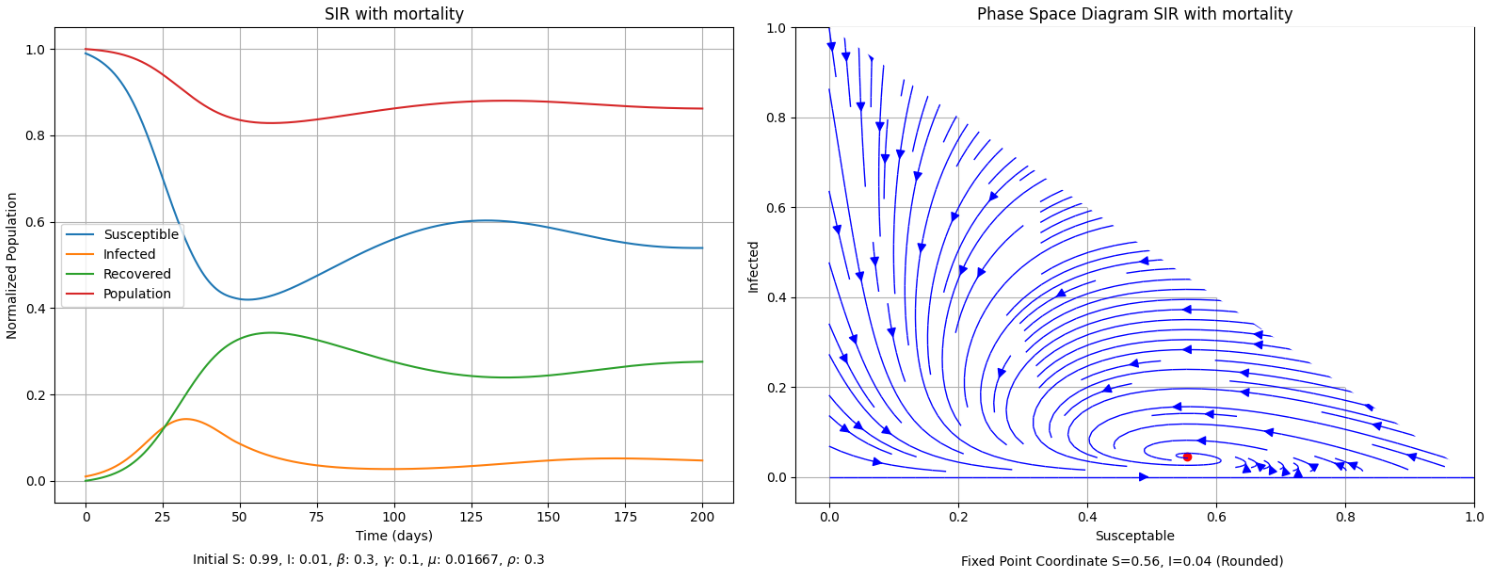 SIR with mortality
Normalized Population
1.0
0.8
0.6
0.4
0.2
0.0
Susceptible
Infected
Recovered
Population
0 25 50 75 100 125 150 175 200
Time (days)
Initial S: 0.99, I: 0.01, β: 0.3, γ: 0.1, μ: 0.01667, ρ: 0.3
Phase Space Diagram SIR with mortality
Infected
1.0
0.8
0.6
0.4
0.2
0.0
0.0 0.2 0.4 0.6 0.8 1.0
Susceptable
Fixed Point Coordinate S=0.56, I=0.04 (Rounded)